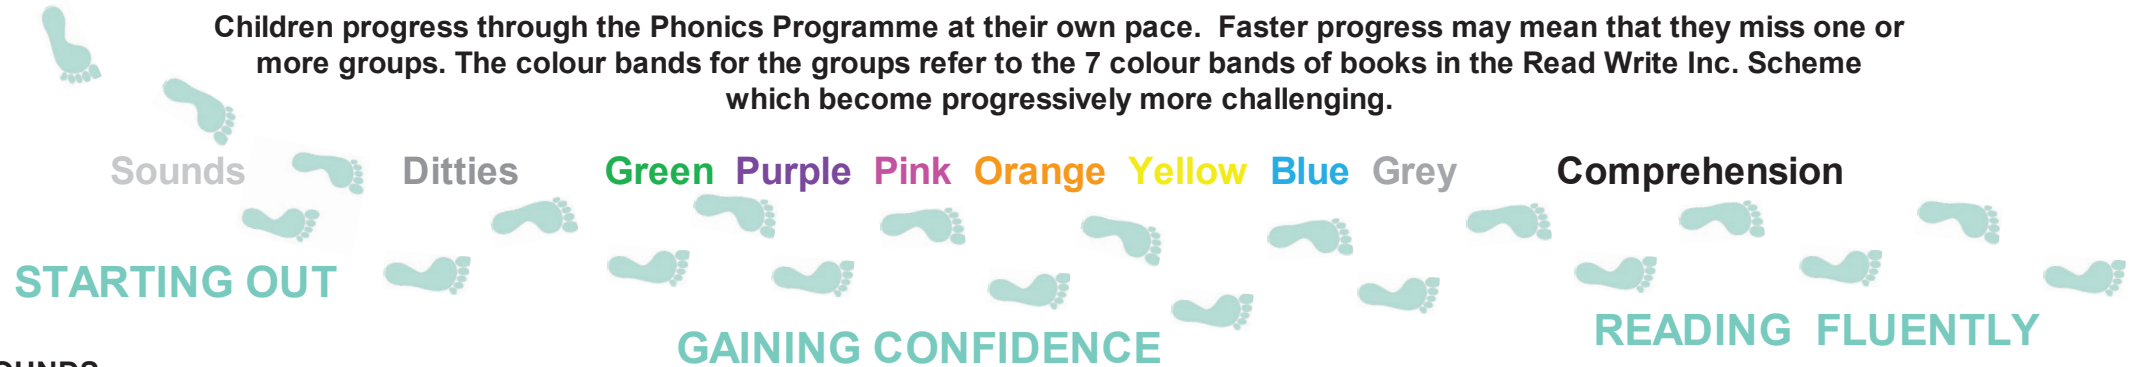 Children progress through the Phonics Programme at their own pace.  Faster progress may mean that they miss one or
more groups. The colour bands for the groups refer to the 7 colour bands of books in the Read Write Inc. Scheme
which become progressively more challenging.
Sounds Ditties Green Purple Pink Orange Yellow Blue Grey Comprehension
STARTING OUT
GAINING CONFIDENCE
READING  FLUENTLY